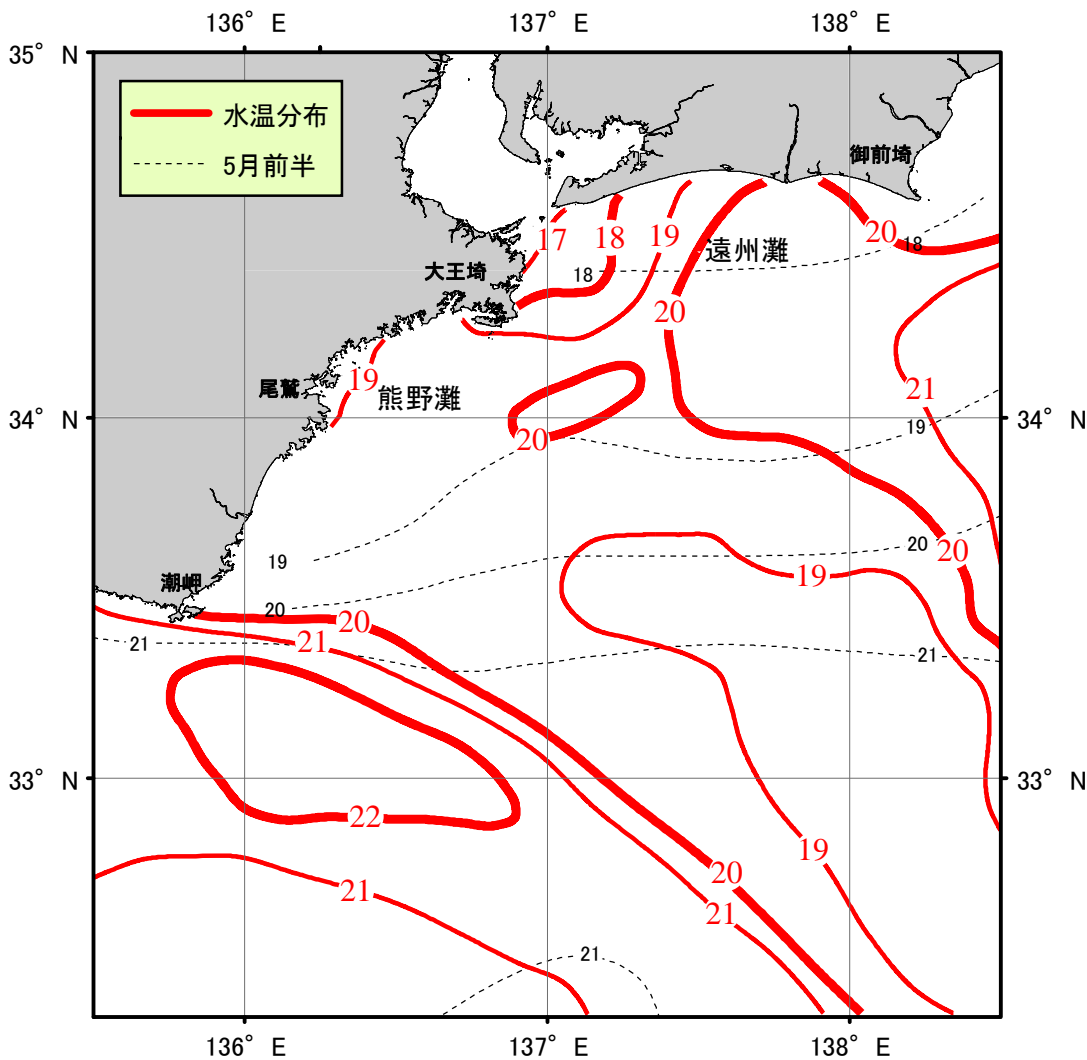 136° E 137° E 138° E
35° N
水温分布
5月前半
御前埼
17 18 19 20 18
遠州灘
大王埼 18
20
21
尾鷲 19 熊野灘
34° N 34° N
20 19
20 20
19 19
潮岬
20 20
21 21 21
33° N 33° N
22
19
20
21 21
21
136° E 137° E 138° E